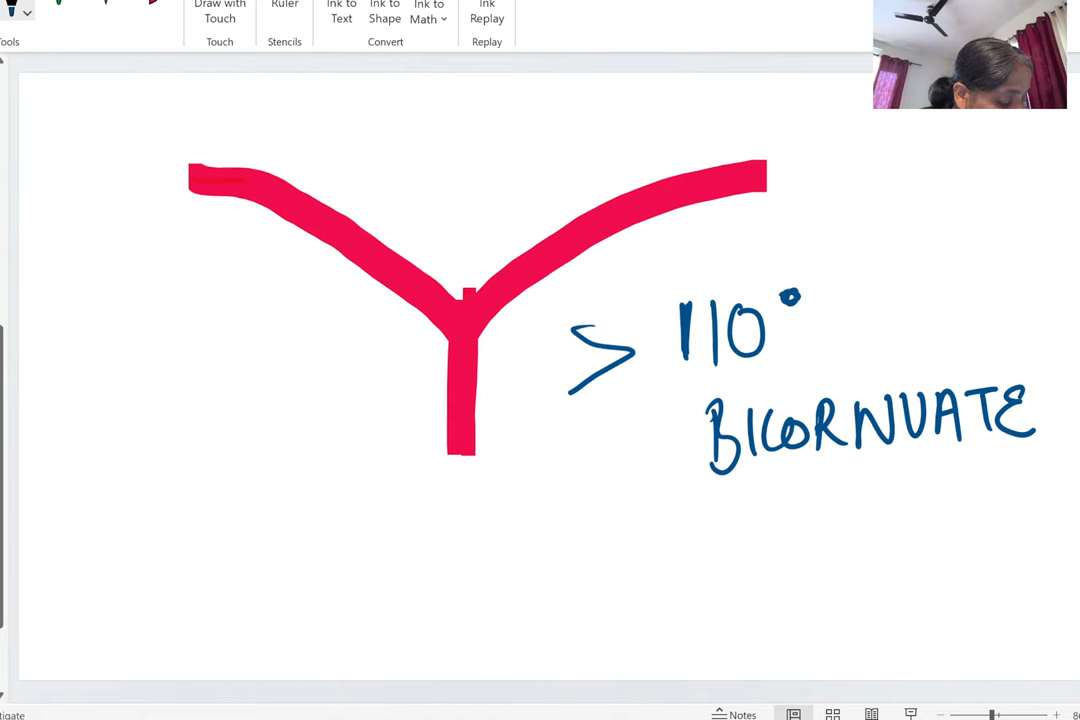 Draw with Touch
Ruler
Ink to Text
Ink to Shape
Ink to Math
Ink Replay
Touch
Stencils
Convert
Replay
> 110°
BICORNUATE
Notes